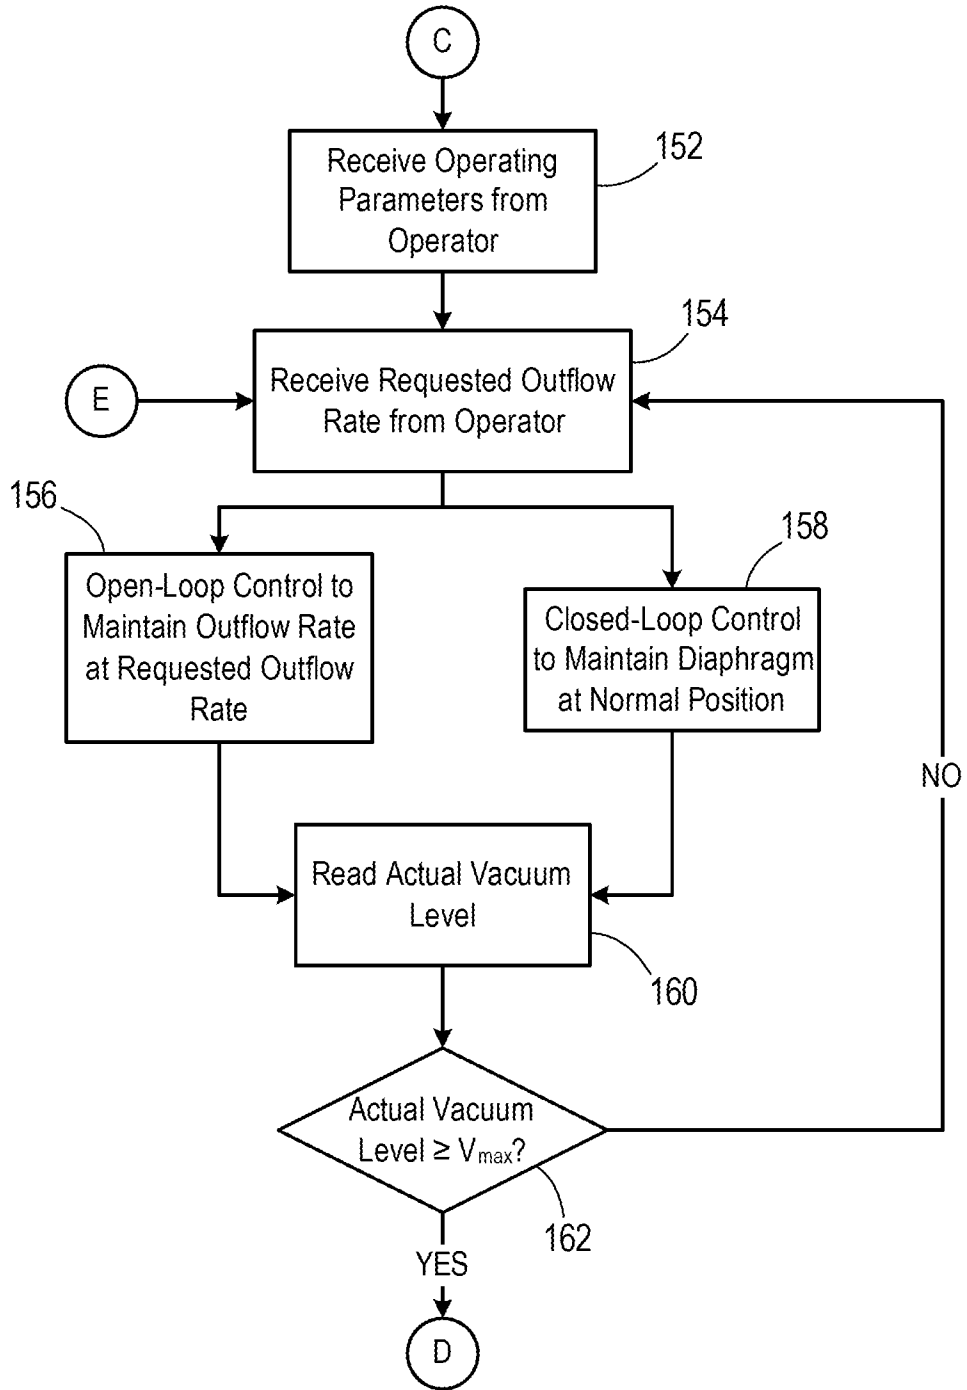 C
Receive Operating
Parameters from
Operator
152
154
Receive Requested Outflow
Rate from Operator
E
156
158
Open-Loop Control to
Maintain Outflow Rate
at Requested Outflow
Rate
Closed-Loop Control
to Maintain Diaphragm
at Normal Position
NO
Read Actual Vacuum
Level
160
Actual Vacuum
Level ≥ Vmax?
162
YES
D